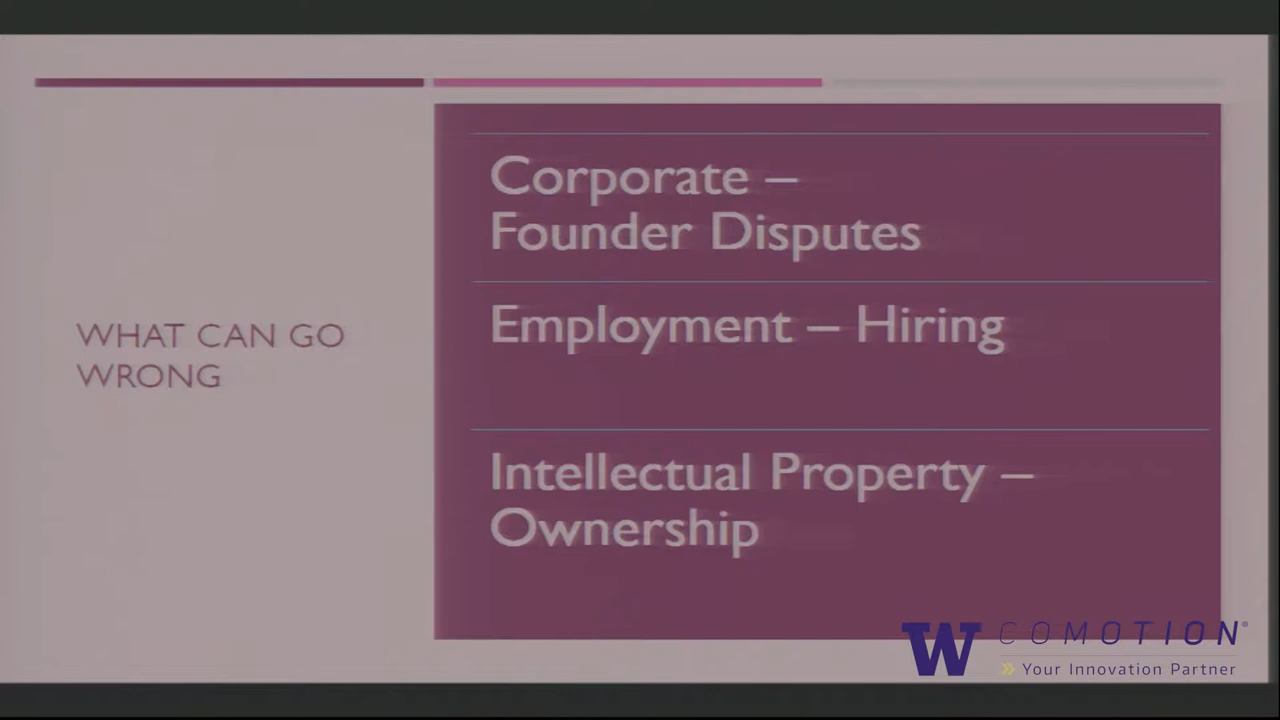 WHAT CAN GO
WRONG
Corporate –
Founder Disputes
Employment – Hiring
Intellectual Property –
Ownership
W COMOTION®
» Your Innovation Partner